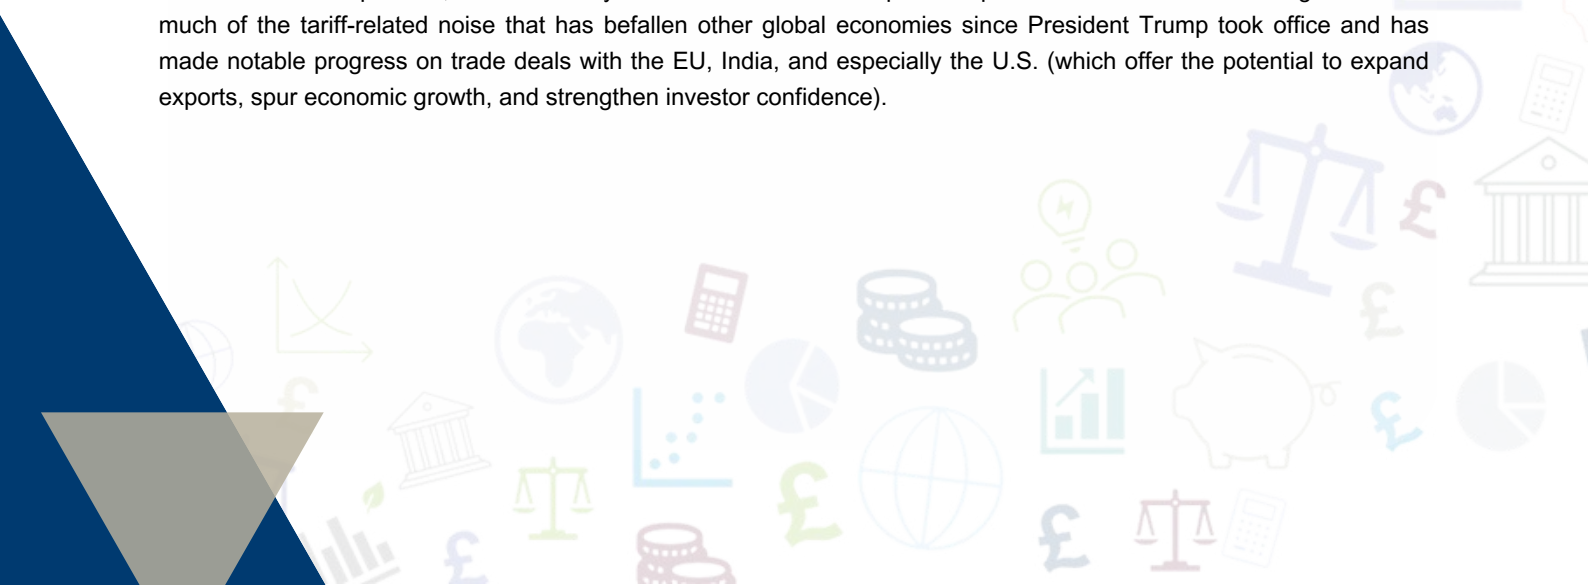 much of the tariff-related noise that has befallen other global economies since President Trump took office and has
made notable progress on trade deals with the EU, India, and especially the U.S. (which offer the potential to expand
exports, spur economic growth, and strengthen investor confidence).
£
£
£
£
£
£
£